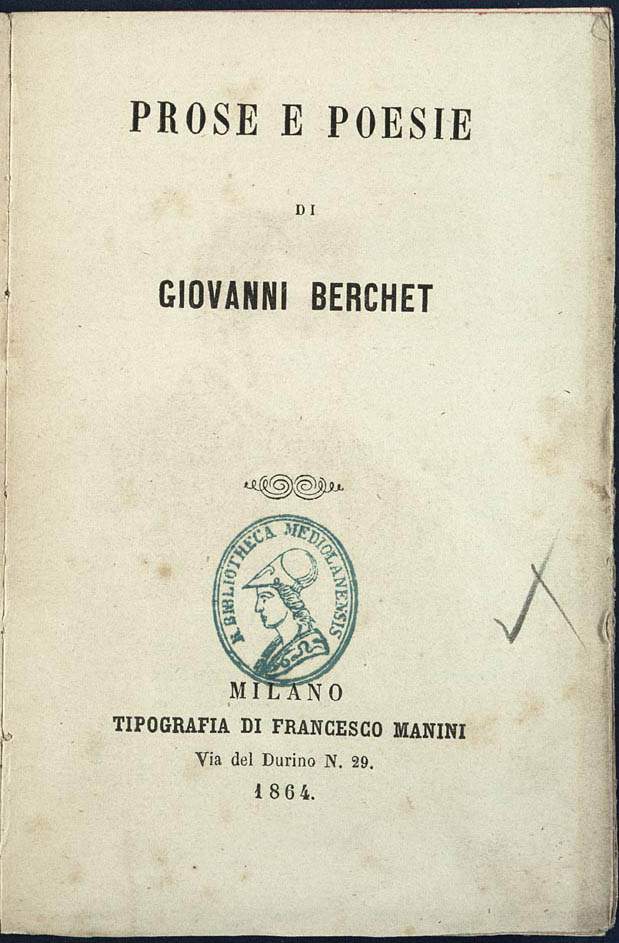 PROSE E POESIE
DI
GIOVANNI BERCHET
R. BIBLIOTHECA MEDIOLANENSIS
MILANO
TIPOGRAFIA DI FRANCESCO MANINI
Via del Durino N. 29.
1864.